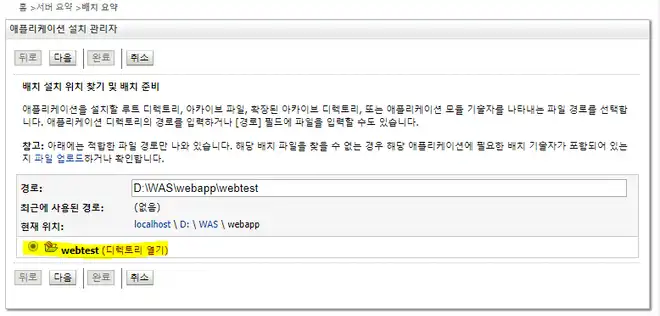 홈 >서버 요약 >배치 요약
애플리케이션 설치 관리자
뒤로 다음 완료 취소
배치 설치 위치 찾기 및 배치 준비
애플리케이션을 설치할 루트 디렉토리, 아카이브 파일, 확장된 아카이브 디렉토리, 또는 애플리케이션 모듈 기술자를 나타내는 파일 경로를 선택합
니다. 애플리케이션 디렉토리의 경로를 입력하거나 [경로] 필드에 파일을 입력할 수도 있습니다.
참고: 아래에는 적합한 파일 경로만 나와 있습니다. 해당 배치 파일을 찾을 수 없는 경우 해당 애플리케이션에 필요한 배치 기술자가 포함되어 있는
지 파일 업로드하거나 확인합니다.
경로: D:\WAS\webapp\webtest
최근에 사용된 경로: (없음)
현재 위치: localhost \ D: \ WAS \ webapp
webtest (디렉토리 열기)
뒤로 다음 완료 취소